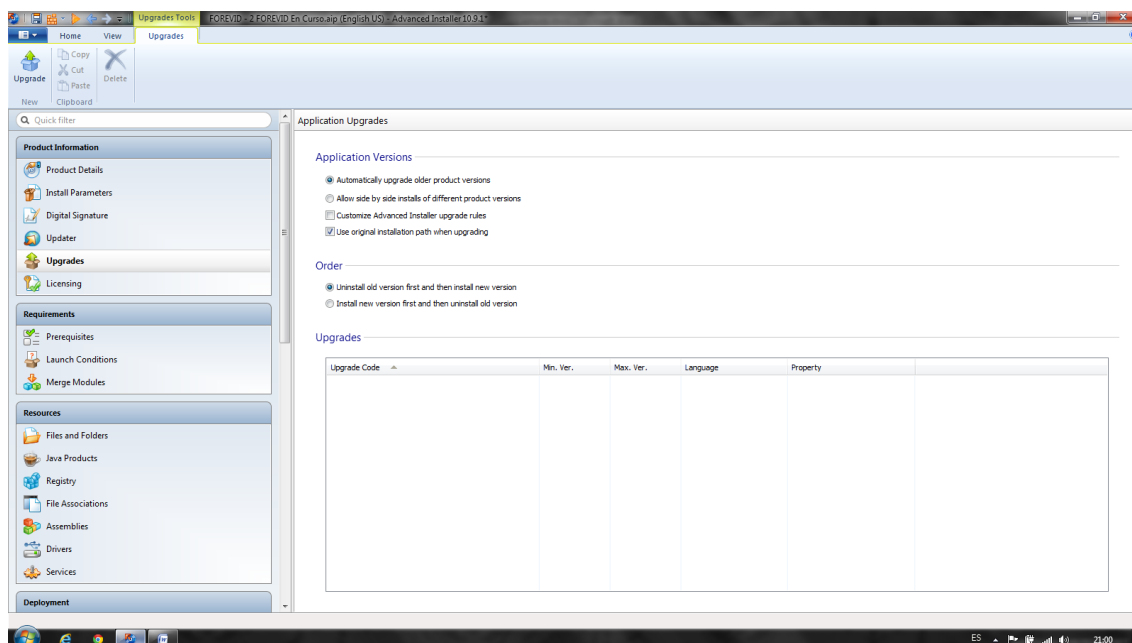 Upgrades Tools FOREVID - 2 FOREVID En Curso.aip (English US) - Advanced Installer 10.9.1*
Home View Upgrades
Upgrade
Copy
Cut
Paste
Delete
New Clipboard
Quick filter
Product Information
Product Details
Install Parameters
Digital Signature
Updater
Upgrades
Licensing
Requirements
Prerequisites
Launch Conditions
Merge Modules
Resources
Files and Folders
Java Products
Registry
File Associations
Assemblies
Drivers
Services
Deployment
Application Upgrades
Application Versions
Automatically upgrade older product versions
Allow side by side installs of different product versions
Customize Advanced Installer upgrade rules
Use original installation path when upgrading
Order
Uninstall old version first and then install new version
Install new version first and then uninstall old version
Upgrades
Upgrade Code Min. Ver. Max. Ver. Language Property
ES 21:00